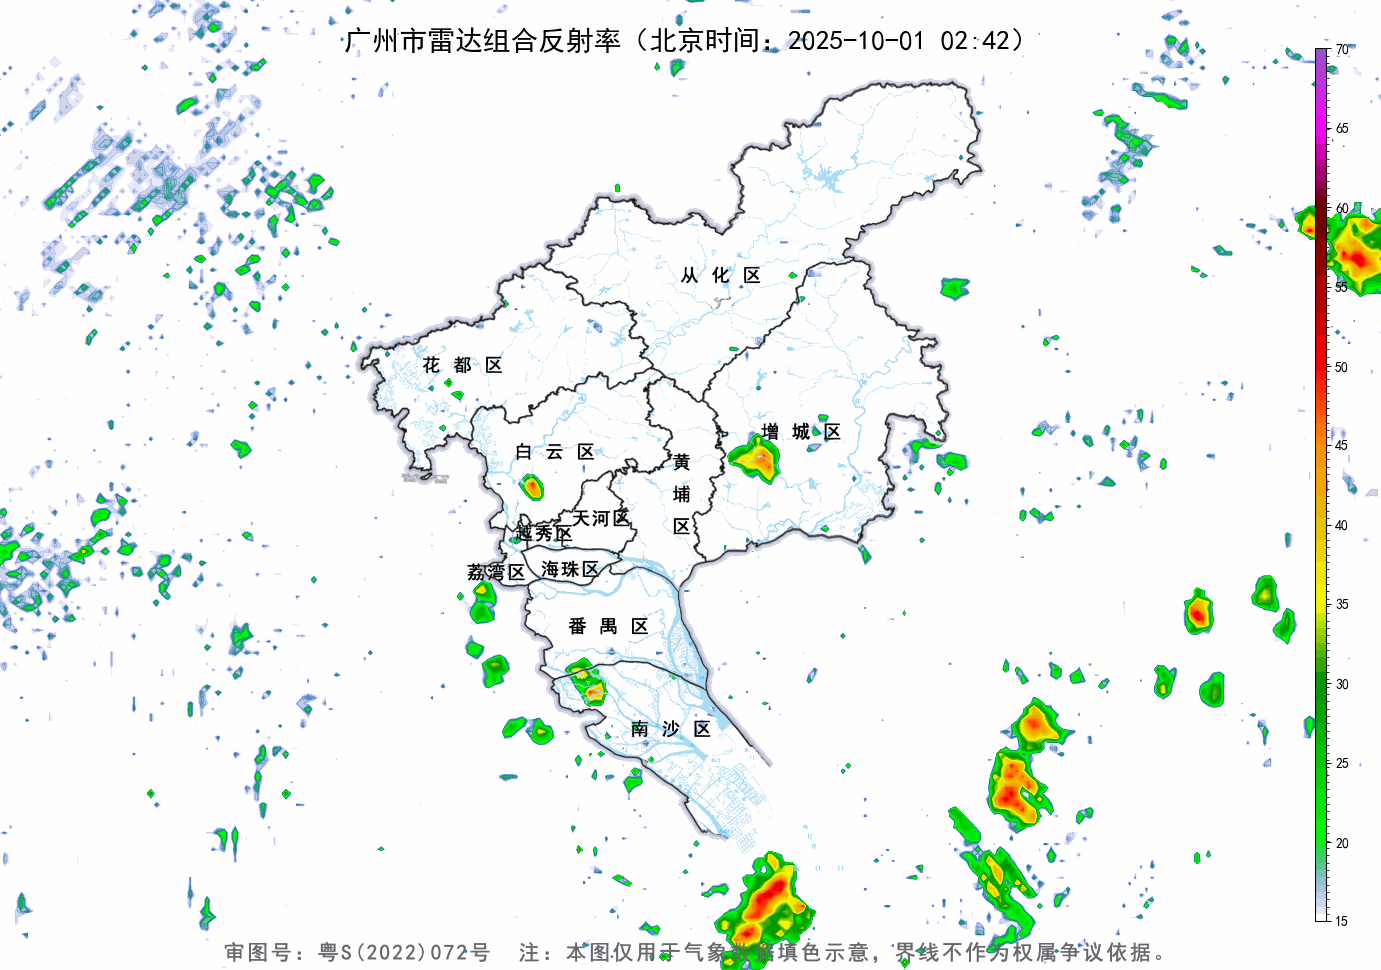 广州市雷达组合反射率（北京时间：2025-10-01 02:42）
70
65
60
55
50
45
40
35
30
25
20
15
从化区
花都区
增城区
白云区
黄埔区
天河区
越秀区
荔湾区
海珠区
番禺区
南沙区
审图号：粤S(2022)072号 注：本图仅用于气象数据填色示意，界线不作为权属争议依据。